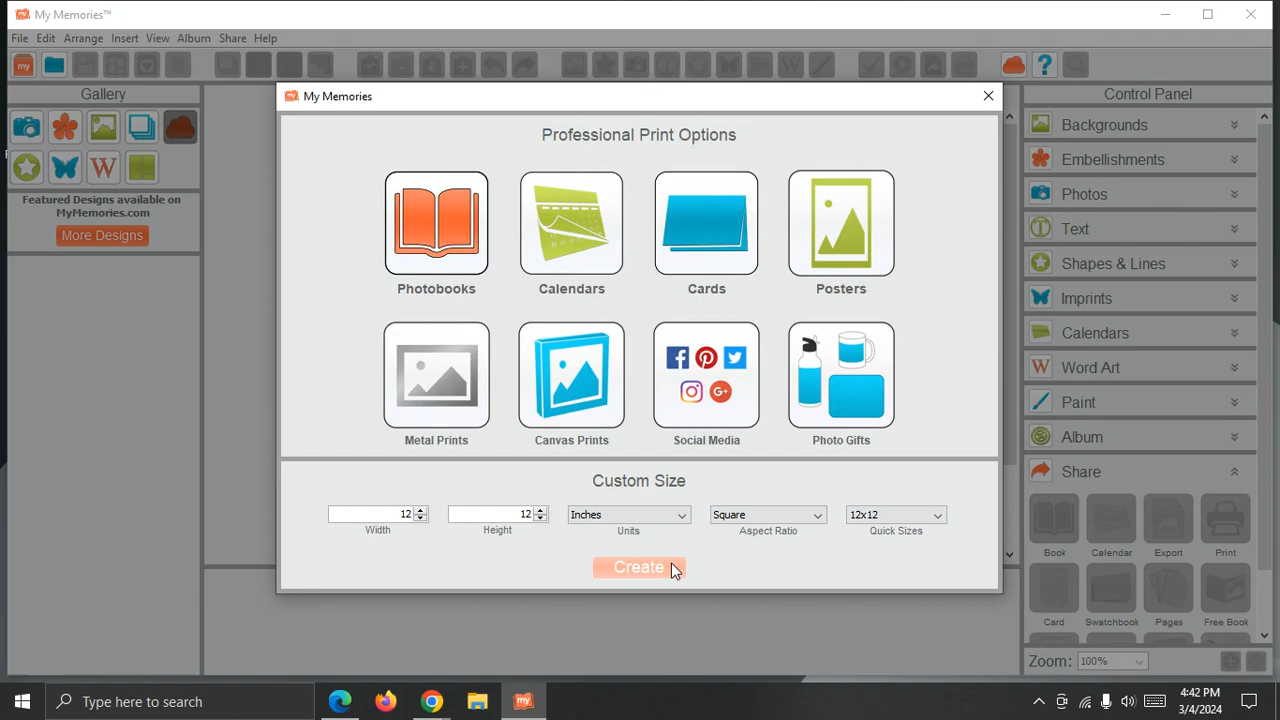 My Memories™
File Edit Arrange Insert View Album Share Help
my
?
Gallery
W
Featured Designs available on
MyMemories.com
More Designs
My Memories
Professional Print Options
Photobooks Calendars Cards Posters
Metal Prints Canvas Prints Social Media Photo Gifts
Custom Size
12 12 Inches Square 12x12
Width Height Units Aspect Ratio Quick Sizes
Create
Control Panel
Backgrounds
Embellishments
Photos
Text
Shapes & Lines
Imprints
Calendars
Word Art
Paint
Album
Share
Book Calendar Export Print
Card Swatchbook Pages Free Book
Zoom: 100%
Type here to search
my
4:42 PM
3/4/2024